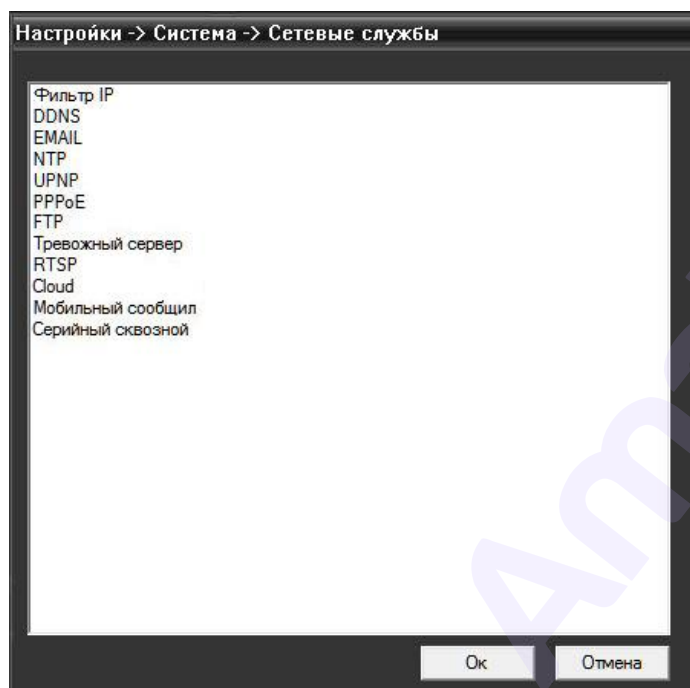 Настройки -> Система -> Сетевые службы
Фильтр IP
DDNS
EMAIL
NTP
UPNP
PPPoE
FTP
Тревожный сервер
RTSP
Cloud
Мобильный сообщил
Серийный сквозной
Ок Отмена